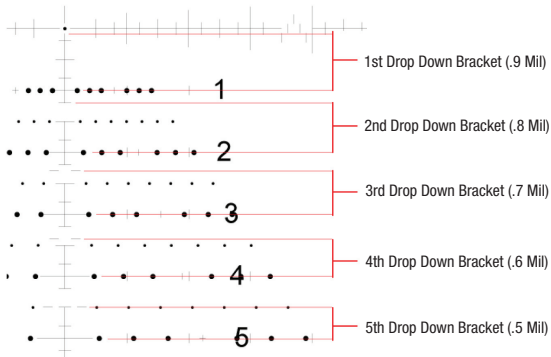 1st Drop Down Bracket (.9 Mil)
1
2nd Drop Down Bracket (.8 Mil)
2
3rd Drop Down Bracket (.7 Mil)
3
4th Drop Down Bracket (.6 Mil)
4
5th Drop Down Bracket (.5 Mil)
5